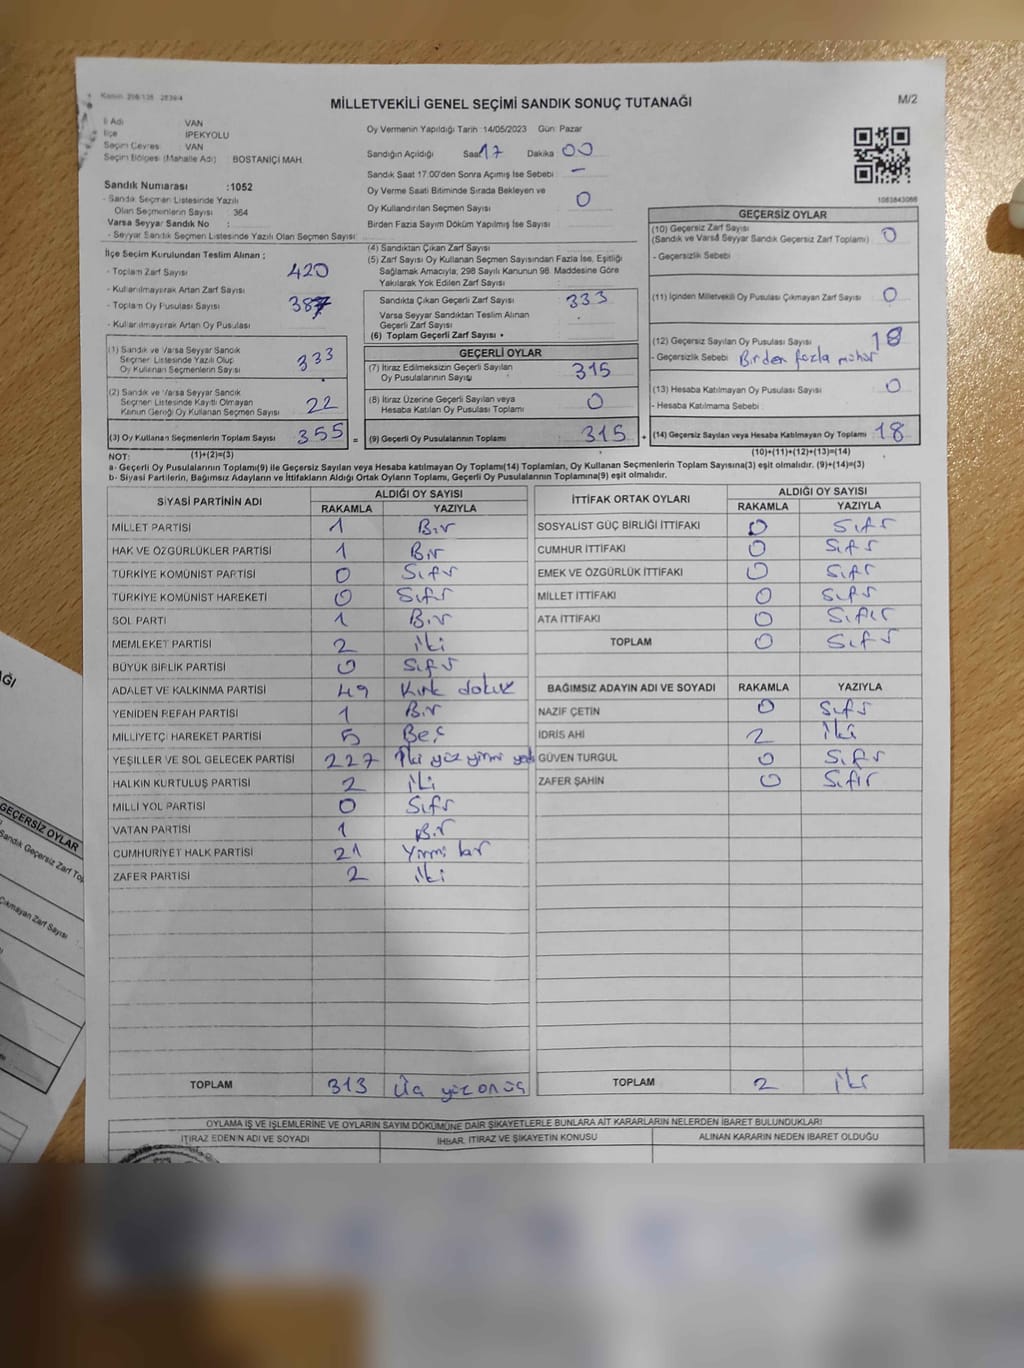 MİLLETVEKİLİ GENEL SEÇİMİ SANDIK SONUÇ TUTANAĞI
M/2
İl Adı VAN
İlçe İPEKYOLU
Seçim Çevresi VAN
Seçim Bölgesi (Mahalle Adı) BOSTANİÇİ MAH.
Oy Vermenin Yapıldığı Tarih :14/05/2023 Gün: Pazar
Sandığın Açıldığı Saat 17 Dakika 00
Sandık Saat 17:00'den Sonra Açılmış İse Sebebi : –
Oy Verme Saati Bitiminde Sırada Bekleyen ve
Oy Kullandırılan Seçmen Sayısı 0
Birden Fazla Sayım Döküm Yapılmış İse Sayısı
Sandık Numarası :1052
- Sandık Seçmen Listesinde Yazılı
Olan Seçmenlerin Sayısı : 364
Varsa Seyyar Sandık No :
- Seyyar Sandık Seçmen Listesinde Yazılı Olan Seçmen Sayısı:
İlçe Seçim Kurulundan Teslim Alınan ;
- Toplam Zarf Sayısı 420
- Kullanılmayarak Artan Zarf Sayısı
- Toplam Oy Pusulası Sayısı 387
- Kullanılmayarak Artan Oy Pusulası
(1) Sandık ve Varsa Seyyar Sandık
Seçmen Listesinde Yazılı Olup
Oy Kullanan Seçmenlerin Sayısı 333
(2) Sandık ve Varsa Seyyar Sandık
Seçmen Listesinde Kayıtlı Olmayan
Kanun Gereği Oy Kullanan Seçmen Sayısı 22
(3) Oy Kullanan Seçmenlerin Toplam Sayısı 355 =
(4) Sandıktan Çıkan Zarf Sayısı
(5) Zarf Sayısı Oy Kullanan Seçmen Sayısından Fazla İse, Eşitliği
Sağlamak Amacıyla, 298 Sayılı Kanunun 98. Maddesine Göre
Yakılarak Yok Edilen Zarf Sayısı :
Sandıkta Çıkan Geçerli Zarf Sayısı 333
Varsa Seyyar Sandıktan Teslim Alınan
Geçerli Zarf Sayısı
(6) Toplam Geçerli Zarf Sayısı
GEÇERLİ OYLAR
(7) İtiraz Edilmeksizin Geçerli Sayılan
Oy Pusulasının Sayısı 315
(8) İtiraz Üzerine Geçerli Sayılan veya
Hesaba Katılan Oy Pusulası Toplamı 0
(9) Geçerli Oy Pusulalarının Toplamı 315 +
1083843088
GEÇERSİZ OYLAR
(10) Geçersiz Zarf Sayısı
(Sandık ve Varsa Seyyar Sandık Geçersiz Zarf Toplamı) 0
- Geçersizlik Sebebi
(11) İçinden Milletvekili Oy Pusulası Çıkmayan Zarf Sayısı 0
(12) Geçersiz Sayılan Oy Pusulası Sayısı 18
- Geçersizlik Sebebi Birden fazla mühür
(13) Hesaba Katılmayan Oy Pusulası Sayısı 0
- Hesaba Katılmama Sebebi :
(14) Geçersiz Sayılan veya Hesaba Katılmayan Oy Toplamı 18
NOT: (1)+(2)=(3) (10)+(11)+(12)+(13)=(14)
a- Geçerli Oy Pusulalarının Toplamı(9) ile Geçersiz Sayılan veya Hesaba katılmayan Oy Toplamı(14) Toplamları, Oy Kullanan Seçmenlerin Toplam Sayısına(3) eşit olmalıdır. (9)+(14)=(3)
b- Siyasi Partilerin, Bağımsız Adayların ve İttifakların Aldığı Ortak Oyların Toplamı, Geçerli Oy Pusulalarının Toplamına(9) eşit olmalıdır.
SİYASİ PARTİNİN ADI ALDIĞI OY SAYISI
RAKAMLA YAZIYLA
MİLLET PARTİSİ 1 Bir
HAK VE ÖZGÜRLÜKLER PARTİSİ 1 Bir
TÜRKİYE KOMÜNİST PARTİSİ 0 Sıfır
TÜRKİYE KOMÜNİST HAREKETİ 0 Sıfır
SOL PARTİ 1 Bir
MEMLEKET PARTİSİ 2 iki
BÜYÜK BİRLİK PARTİSİ 0 Sıfır
ADALET VE KALKINMA PARTİSİ 49 Kırk dokuz
YENİDEN REFAH PARTİSİ 1 Bir
MİLLİYETÇİ HAREKET PARTİSİ 5 Beş
YEŞİLLER VE SOL GELECEK PARTİSİ 227 İki yüz yirmi yedi
HALKIN KURTULUŞ PARTİSİ 2 iki
MİLLİ YOL PARTİSİ 0 Sıfır
VATAN PARTİSİ 1 Bir
CUMHURİYET HALK PARTİSİ 21 Yirmi bir
ZAFER PARTİSİ 2 iki
TOPLAM 313 Üç yüz onüç
İTTİFAK ORTAK OYLARI ALDIĞI OY SAYISI
RAKAMLA YAZIYLA
SOSYALİST GÜÇ BİRLİĞİ İTTİFAKI 0 Sıfır
CUMHUR İTTİFAKI 0 Sıfır
EMEK VE ÖZGÜRLÜK İTTİFAKI 0 Sıfır
MİLLET İTTİFAKI 0 Sıfır
ATA İTTİFAKI 0 Sıfır
TOPLAM 0 Sıfır
BAĞIMSIZ ADAYIN ADI VE SOYADI RAKAMLA YAZIYLA
NAZİF ÇETİN 0 Sıfır
İDRİS AHİ 2 iki
GÜVEN TURGUL 0 Sıfır
ZAFER ŞAHİN 0 Sıfır
TOPLAM 2 iki
OYLAMA İŞ VE İŞLEMLERİNE VE OYLARIN SAYIM DÖKÜMÜNE DAİR ŞİKAYETLERLE BUNLARA AİT KARARLARIN NELERDEN İBARET BULUNDUKLARI
İTİRAZ EDENİN ADI VE SOYADI İHBAR, İTİRAZ VE ŞİKAYETİN KONUSU ALINAN KARARIN NEDEN İBARET OLDUĞU
GEÇERSİZ OYLAR
Sandık Geçersiz Zarf
Çıkmayan Zarf Sayısı